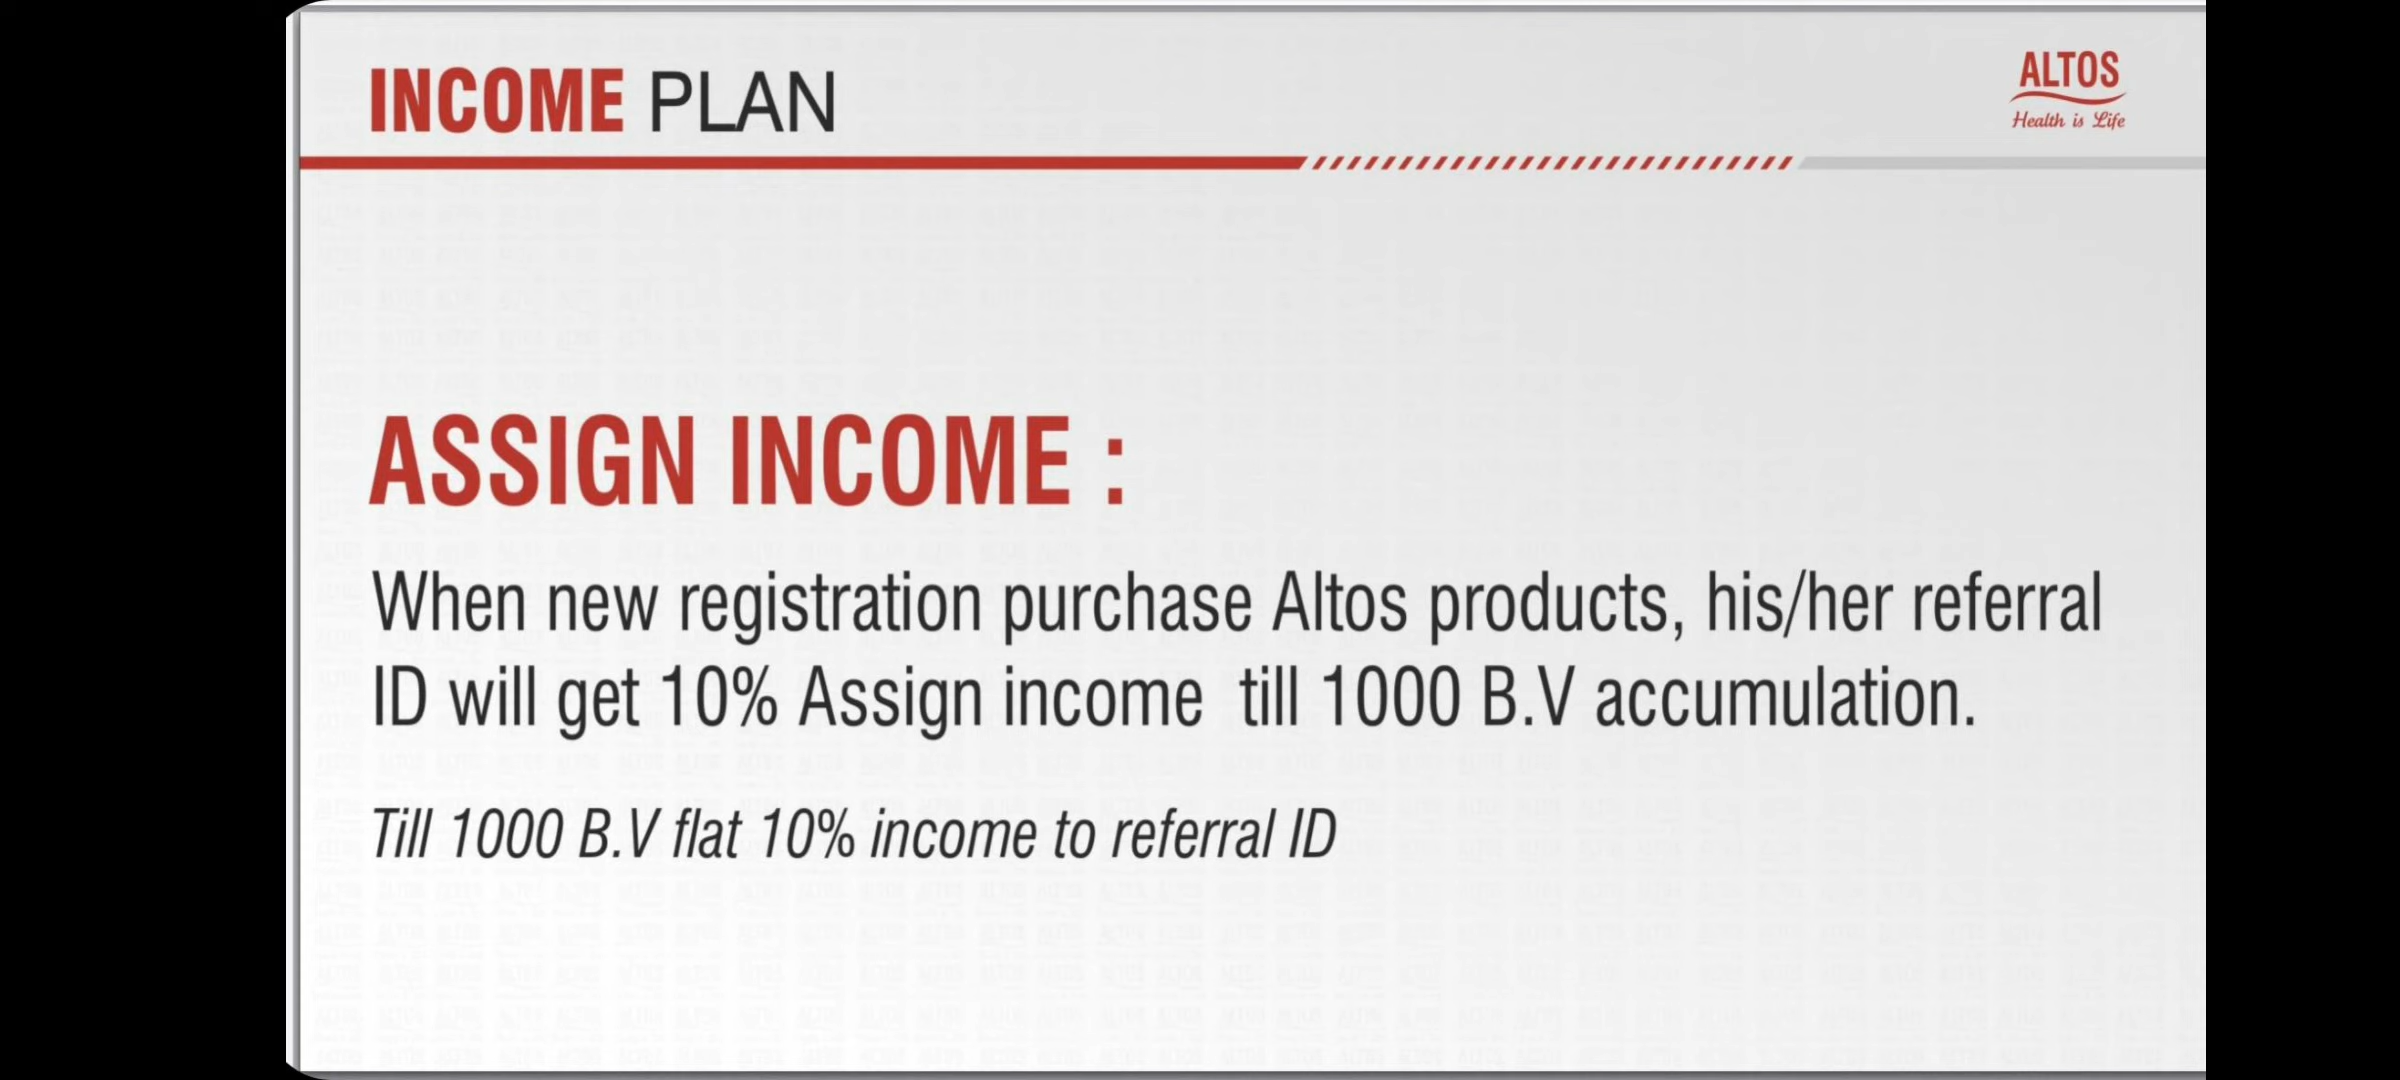 INCOME PLAN
ALTOS
Health is Life
ASSIGN INCOME :
When new registration purchase Altos products, his/her referral
ID will get 10% Assign income till 1000 B.V accumulation.
Till 1000 B.V flat 10% income to referral ID